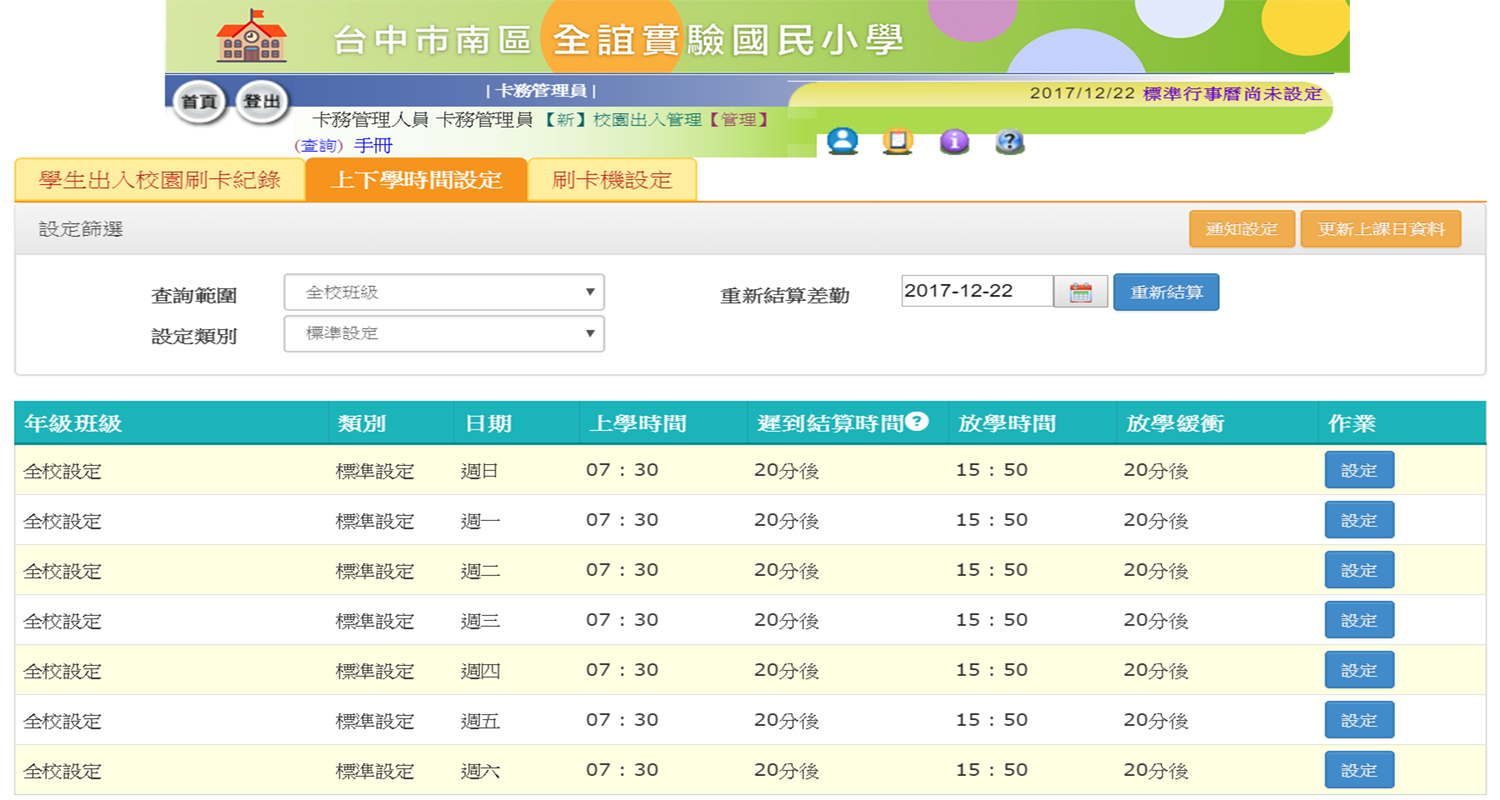 台中市南區 全誼實驗國民小學
首頁 登出 | 卡務管理員 | 2017/12/22 標準行事曆尚未設定
卡務管理人員 卡務管理員 【新】校園出入管理【管理】
(查詢) 手冊
學生出入校園刷卡紀錄 上下學時間設定 刷卡機設定
設定篩選 通知設定 更新上課日資料
查詢範圍 全校班級 重新結算差勤 2017-12-22 重新結算
設定類別 標準設定
年級班級 類別 日期 上學時間 遲到結算時間? 放學時間 放學緩衝 作業
全校設定 標準設定 週日 07 : 30 20分後 15 : 50 20分後 設定
全校設定 標準設定 週一 07 : 30 20分後 15 : 50 20分後 設定
全校設定 標準設定 週二 07 : 30 20分後 15 : 50 20分後 設定
全校設定 標準設定 週三 07 : 30 20分後 15 : 50 20分後 設定
全校設定 標準設定 週四 07 : 30 20分後 15 : 50 20分後 設定
全校設定 標準設定 週五 07 : 30 20分後 15 : 50 20分後 設定
全校設定 標準設定 週六 07 : 30 20分後 15 : 50 20分後 設定